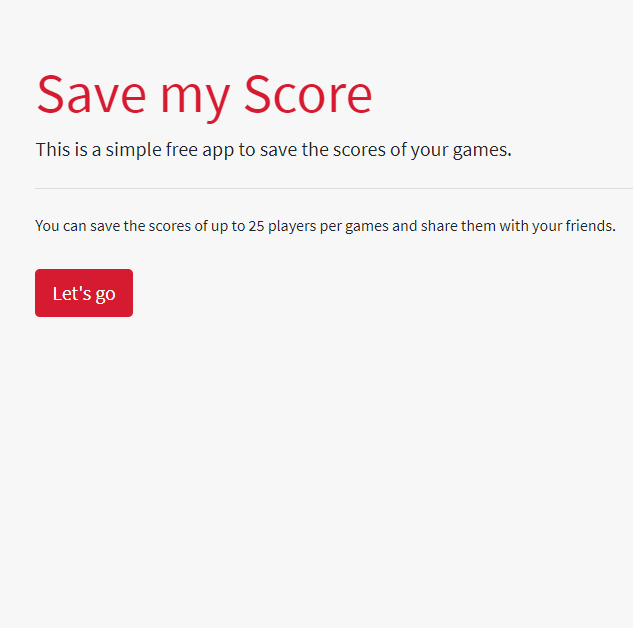 Save my Score
This is a simple free app to save the scores of your games.
You can save the scores of up to 25 players per games and share them with your friends.
Let's go